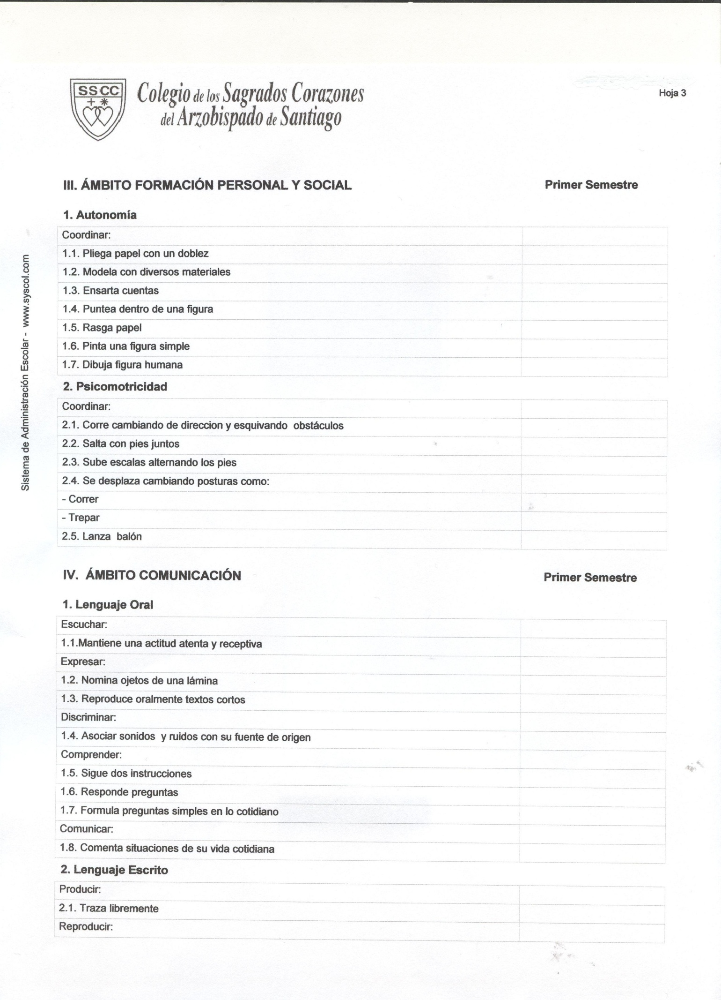 SS CC
Colegio de los Sagrados Corazones
del Arzobispado de Santiago
Hoja 3
III. ÁMBITO FORMACIÓN PERSONAL Y SOCIAL Primer Semestre
1. Autonomía
Coordinar:
1.1. Pliega papel con un doblez
1.2. Modela con diversos materiales
1.3. Ensarta cuentas
1.4. Puntea dentro de una figura
1.5. Rasga papel
1.6. Pinta una figura simple
1.7. Dibuja figura humana
2. Psicomotricidad
Coordinar:
2.1. Corre cambiando de direccion y esquivando obstáculos
2.2. Salta con pies juntos
2.3. Sube escalas alternando los pies
2.4. Se desplaza cambiando posturas como:
- Correr
- Trepar
2.5. Lanza balón
IV. ÁMBITO COMUNICACIÓN Primer Semestre
1. Lenguaje Oral
Escuchar:
1.1.Mantiene una actitud atenta y receptiva
Expresar:
1.2. Nomina ojetos de una lámina
1.3. Reproduce oralmente textos cortos
Discriminar:
1.4. Asociar sonidos y ruidos con su fuente de origen
Comprender:
1.5. Sigue dos instrucciones
1.6. Responde preguntas
1.7. Formula preguntas simples en lo cotidiano
Comunicar:
1.8. Comenta situaciones de su vida cotidiana
2. Lenguaje Escrito
Producir:
2.1. Traza libremente
Reproducir:
Sistema de Administración Escolar - www.syscol.com